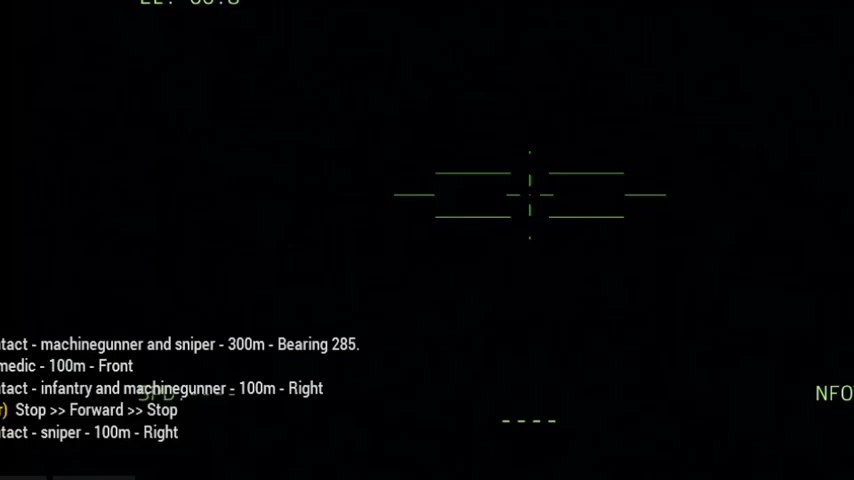 tact - machinegunner and sniper - 300m - Bearing 285.
medic - 100m - Front
tact - infantry and machinegunner - 100m - Right
SPD: ----
r) Stop >> Forward >> Stop
tact - sniper - 100m - Right
NFO
----